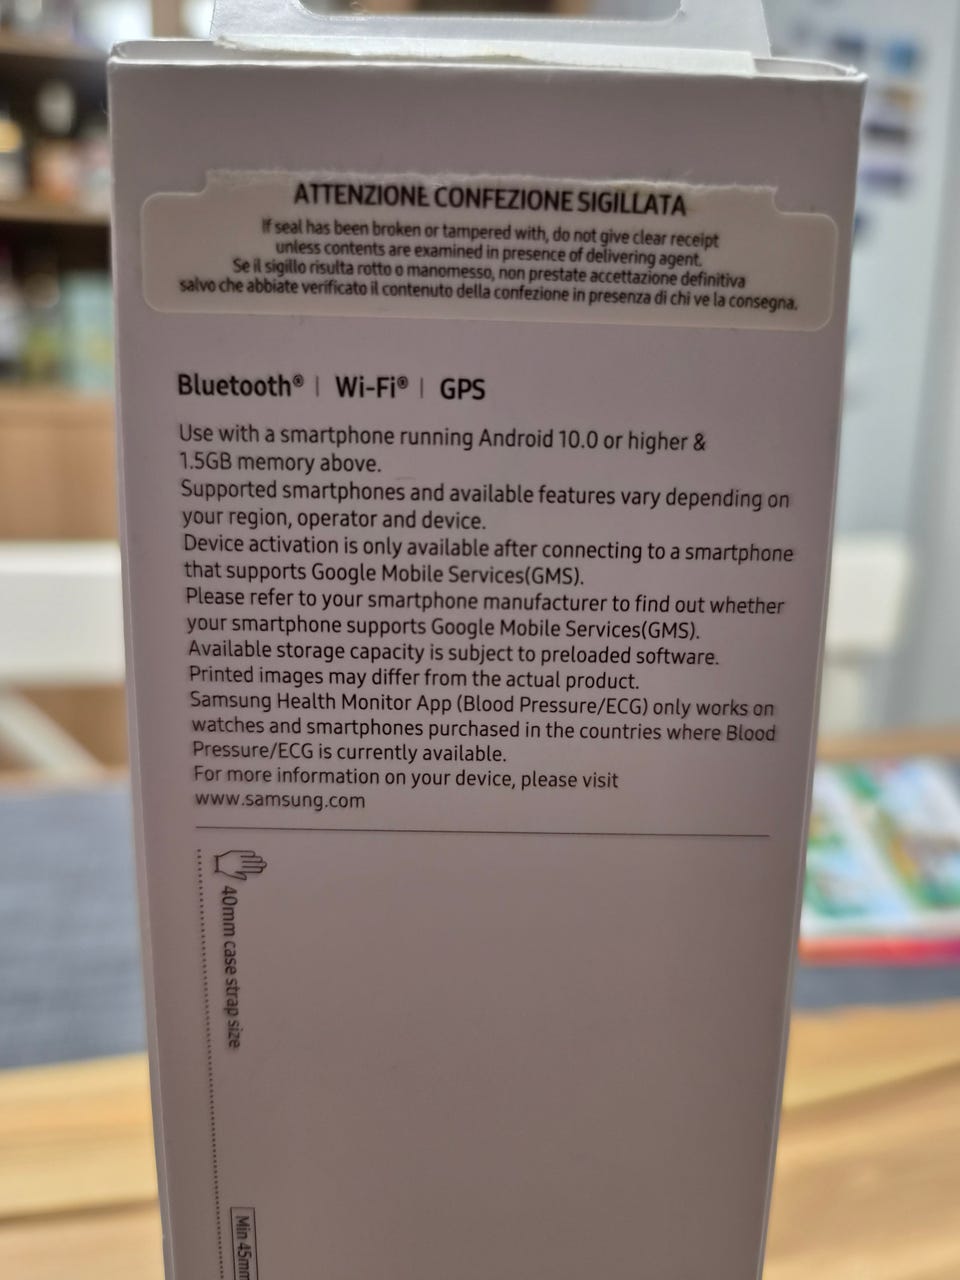 ATTENZIONE CONFEZIONE SIGILLATA
If seal has been broken or tampered with, do not give clear receipt
unless contents are examined in presence of delivering agent.
Se il sigillo risulta rotto o manomesso, non prestate accettazione definitiva
salvo che abbiate verificato il contenuto della confezione in presenza di chi ve la consegna.
Bluetooth® | Wi-Fi® | GPS
Use with a smartphone running Android 10.0 or higher &
1.5GB memory above.
Supported smartphones and available features vary depending on
your region, operator and device.
Device activation is only available after connecting to a smartphone
that supports Google Mobile Services(GMS).
Please refer to your smartphone manufacturer to find out whether
your smartphone supports Google Mobile Services(GMS).
Available storage capacity is subject to preloaded software.
Printed images may differ from the actual product.
Samsung Health Monitor App (Blood Pressure/ECG) only works on
watches and smartphones purchased in the countries where Blood
Pressure/ECG is currently available.
For more information on your device, please visit
www.samsung.com
40mm case strap size
Min 45mm